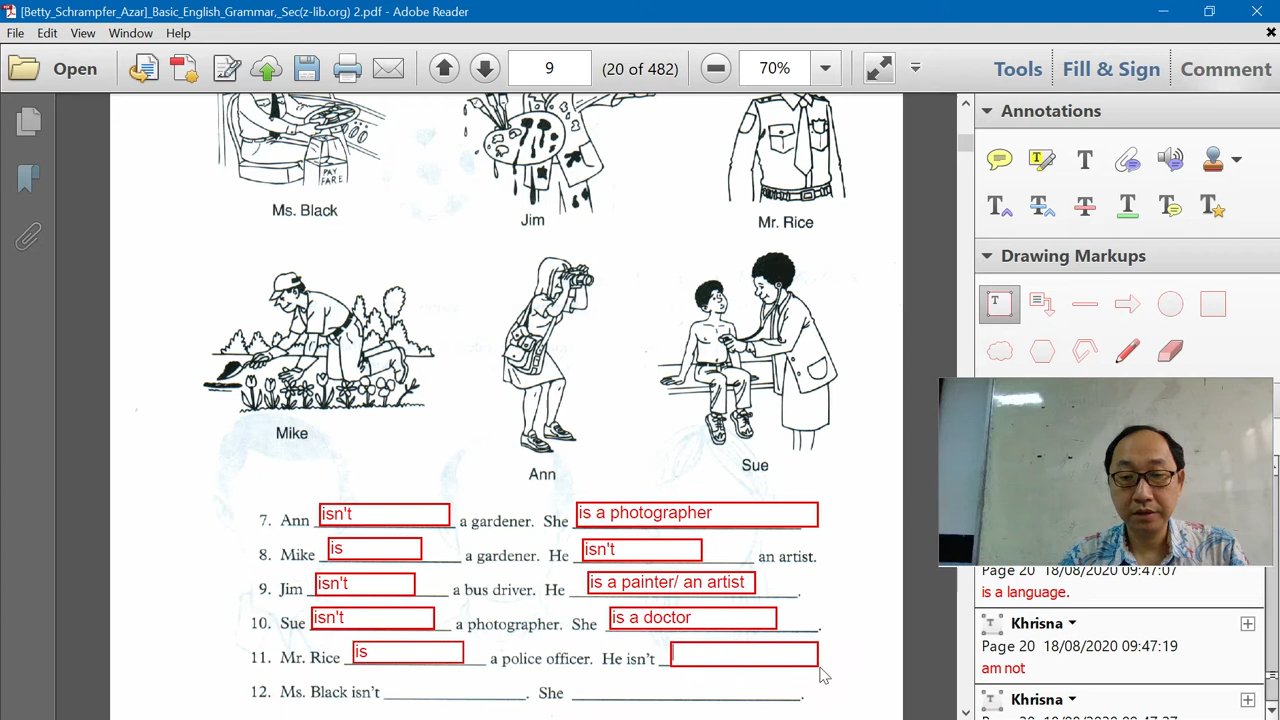 [Betty_Schrampfer_Azar]_Basic_English_Grammar,_Sec(z-lib.org) 2.pdf - Adobe Reader
File Edit View Window Help
Open 9 (20 of 482) 70% Tools Fill & Sign Comment
Annotations
Drawing Markups
PAY
FARE
Ms. Black
Jim
Mr. Rice
Mike
Ann
Sue
7. Ann isn't a gardener. She is a photographer
8. Mike is a gardener. He isn't an artist.
9. Jim isn't a bus driver. He is a painter/ an artist .
10. Sue isn't a photographer. She is a doctor .
11. Mr. Rice is a police officer. He isn't
12. Ms. Black isn't ______. She ______.
Page 20 18/08/2020 09:47:07
is a language.
Khrisna
Page 20 18/08/2020 09:47:19
am not
Khrisna